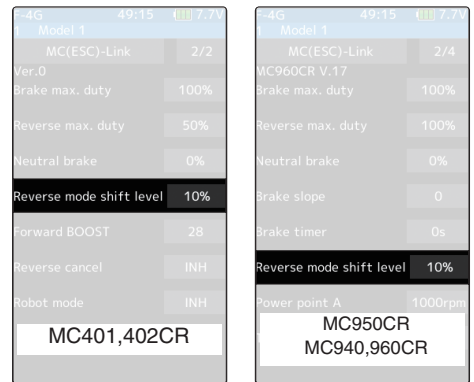 F-4G 49:15 7.7V
1 Model 1
MC(ESC)-Link 2/2
Ver.0
Brake max. duty 100%
Reverse max. duty 50%
Neutral brake 0%
Reverse mode shift level 10%
Forward BOOST 28
Reverse cancel INH
Robot mode INH
MC401,402CR
F-4G 49:15 7.7V
1 Model 1
MC(ESC)-Link 2/4
MC960CR V.17
Brake max. duty 100%
Reverse max. duty 100%
Neutral brake 0%
Brake slope 0
Brake timer 0s
Reverse mode shift level 10%
Power point A 1000rpm
MC950CR
MC940,960CR